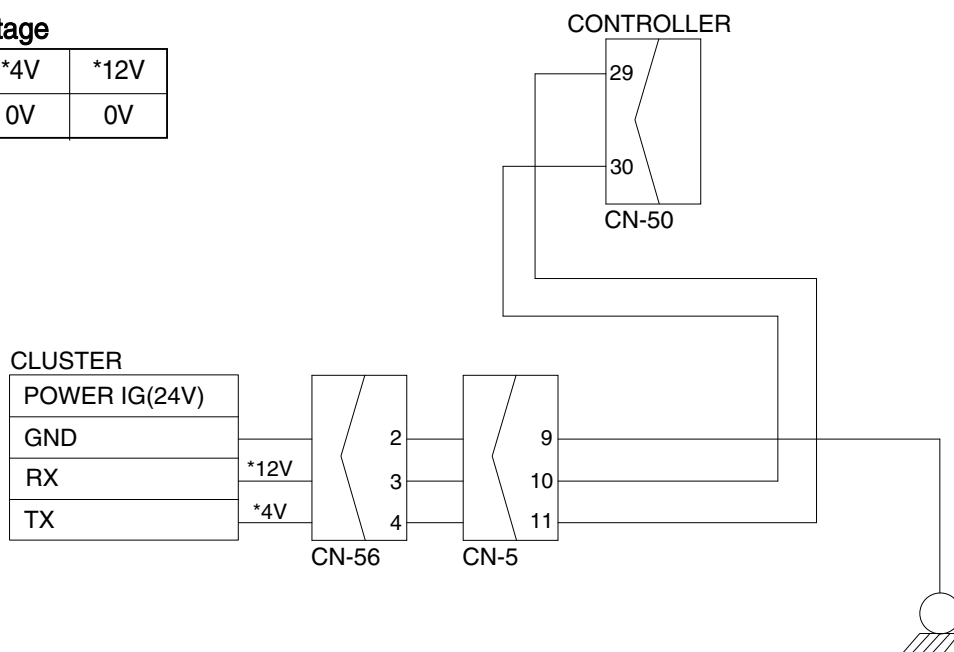 CONTROLLER
*4V *12V
0V 0V
29
30
CN-50
CLUSTER
POWER IG(24V)
GND 2 9
RX *12V 3 10
TX *4V 4 11
CN-56 CN-5